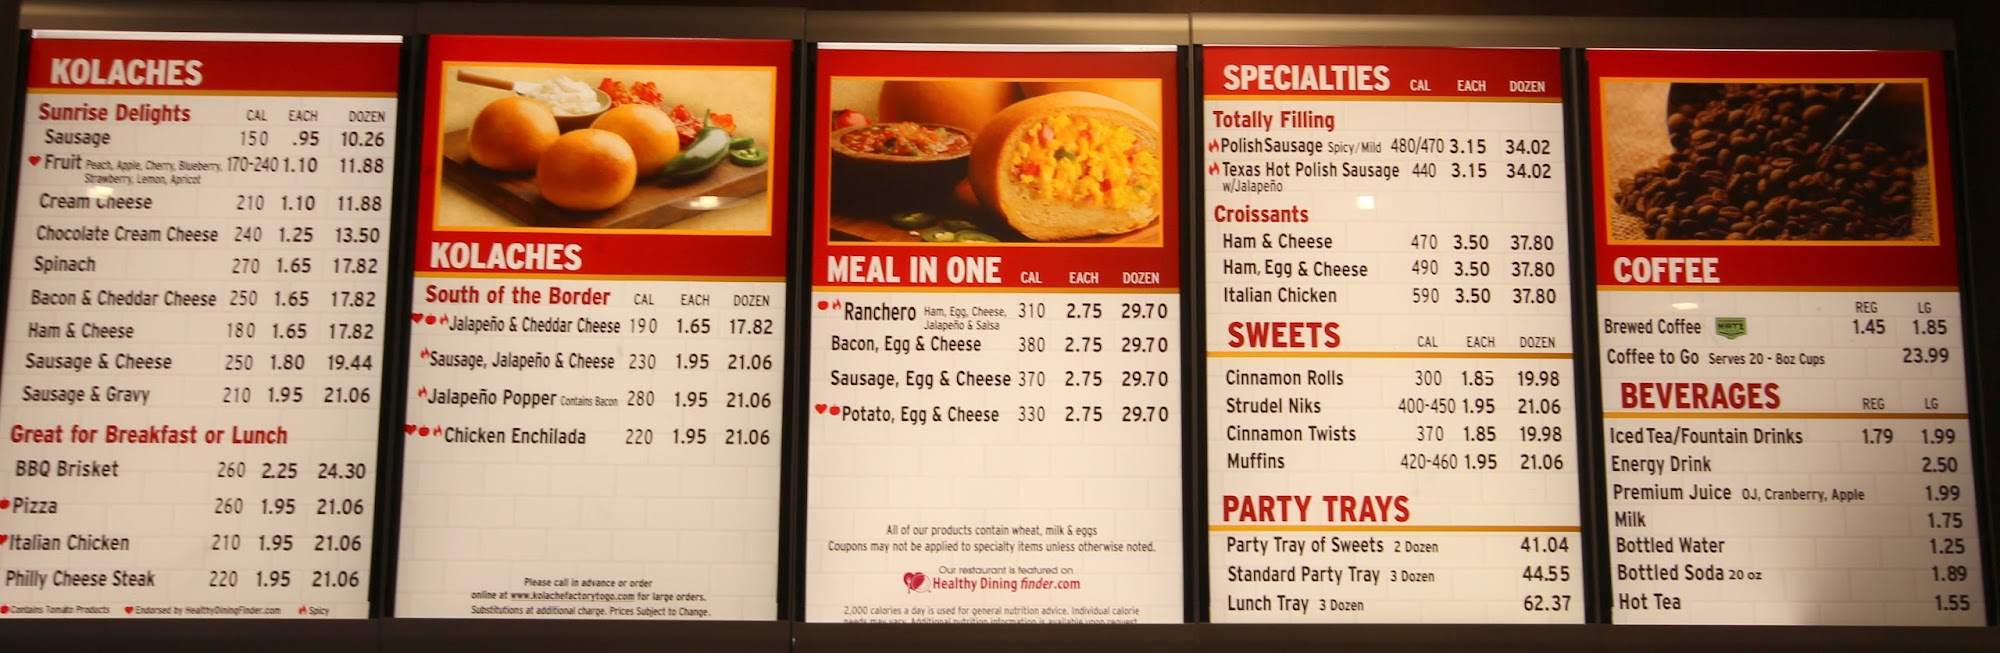 KOLACHES
Sunrise Delights CAL EACH DOZEN
Sausage 150 .95 10.26
Fruit Peach, Apple, Cherry, Blueberry, 170-240 1.10 11.88
Strawberry, Lemon, Apricot
Cream Cheese 210 1.10 11.88
Chocolate Cream Cheese 240 1.25 13.50
Spinach 270 1.65 17.82
Bacon & Cheddar Cheese 250 1.65 17.82
Ham & Cheese 180 1.65 17.82
Sausage & Cheese 250 1.80 19.44
Sausage & Gravy 210 1.95 21.06
Great for Breakfast or Lunch
BBQ Brisket 260 2.25 24.30
Pizza 260 1.95 21.06
Italian Chicken 210 1.95 21.06
Philly Cheese Steak 220 1.95 21.06
Contains Tomato Products Endorsed by HealthyDiningFinder.com Spicy
KOLACHES
South of the Border CAL EACH DOZEN
Jalapeño & Cheddar Cheese 190 1.65 17.82
Sausage, Jalapeño & Cheese 230 1.95 21.06
Jalapeño Popper Contains Bacon 280 1.95 21.06
Chicken Enchilada 220 1.95 21.06
Please call in advance or order
online at www.kolachefactorytogo.com for large orders.
Substitutions at additional charge. Prices Subject to Change.
MEAL IN ONE CAL EACH DOZEN
Ranchero Ham, Egg, Cheese, 310 2.75 29.70
Jalapeño & Salsa
Bacon, Egg & Cheese 380 2.75 29.70
Sausage, Egg & Cheese 370 2.75 29.70
Potato, Egg & Cheese 330 2.75 29.70
All of our products contain wheat, milk & eggs
Coupons may not be applied to specialty items unless otherwise noted.
Our restaurant is featured on
Healthy Dining finder.com
2,000 calories a day is used for general nutrition advice. Individual calorie
needs may vary. Additional nutrition information is available upon request.
SPECIALTIES CAL EACH DOZEN
Totally Filling
Polish Sausage Spicy/Mild 480/470 3.15 34.02
Texas Hot Polish Sausage 440 3.15 34.02
w/Jalapeño
Croissants
Ham & Cheese 470 3.50 37.80
Ham, Egg & Cheese 490 3.50 37.80
Italian Chicken 590 3.50 37.80
SWEETS CAL EACH DOZEN
Cinnamon Rolls 300 1.85 19.98
Strudel Niks 400-450 1.95 21.06
Cinnamon Twists 370 1.85 19.98
Muffins 420-460 1.95 21.06
PARTY TRAYS
Party Tray of Sweets 2 Dozen 41.04
Standard Party Tray 3 Dozen 44.55
Lunch Tray 3 Dozen 62.37
COFFEE
REG LG
Brewed Coffee KATZ 1.45 1.85
Coffee to Go Serves 20 - 8oz Cups 23.99
BEVERAGES REG LG
Iced Tea/Fountain Drinks 1.79 1.99
Energy Drink 2.50
Premium Juice OJ, Cranberry, Apple 1.99
Milk 1.75
Bottled Water 1.25
Bottled Soda 20 oz 1.89
Hot Tea 1.55